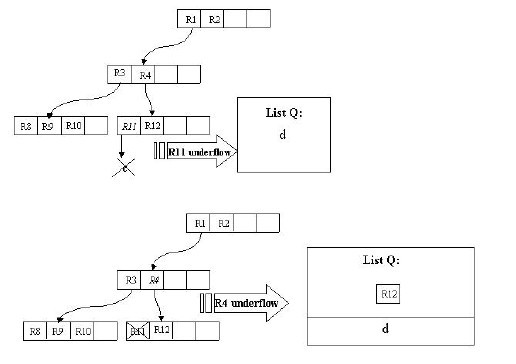 R1 R2
R3 R4
R8 R9 R10
R11 R12
List Q:
d
R11 underflow
e
R1 R2
R3 R4
R4 underflow
List Q:
R12
d
R8 R9 R10
R11 R12